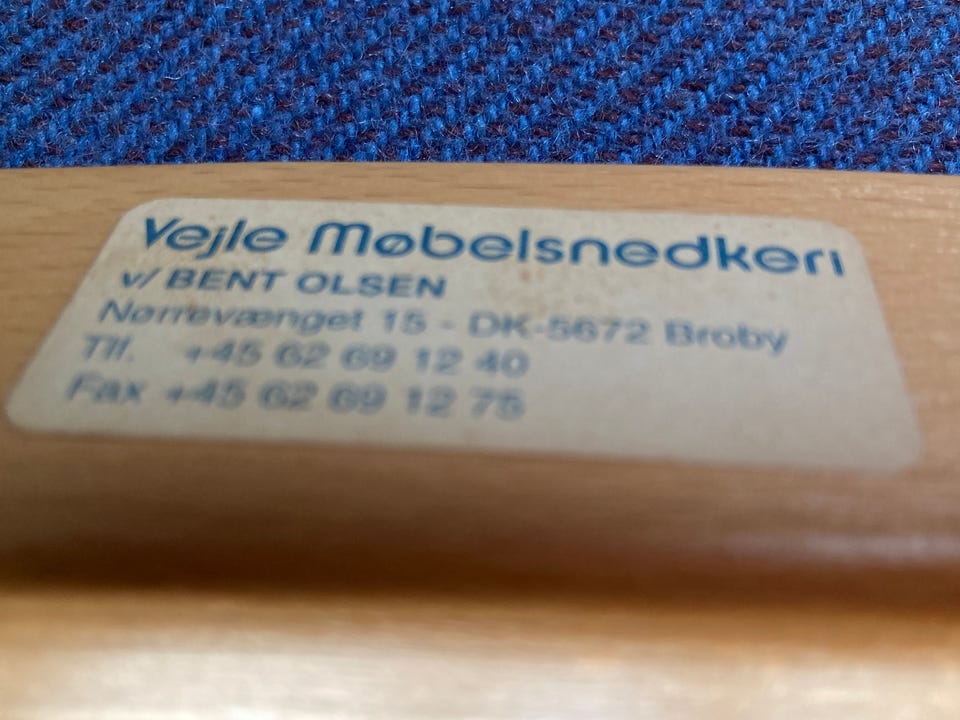 Vejle Møbelsnedkeri
v/ BENT OLSEN
Nørrevænget 15 - DK-5672 Broby
Tlf. +45 62 69 12 40
Fax +45 62 69 12 75